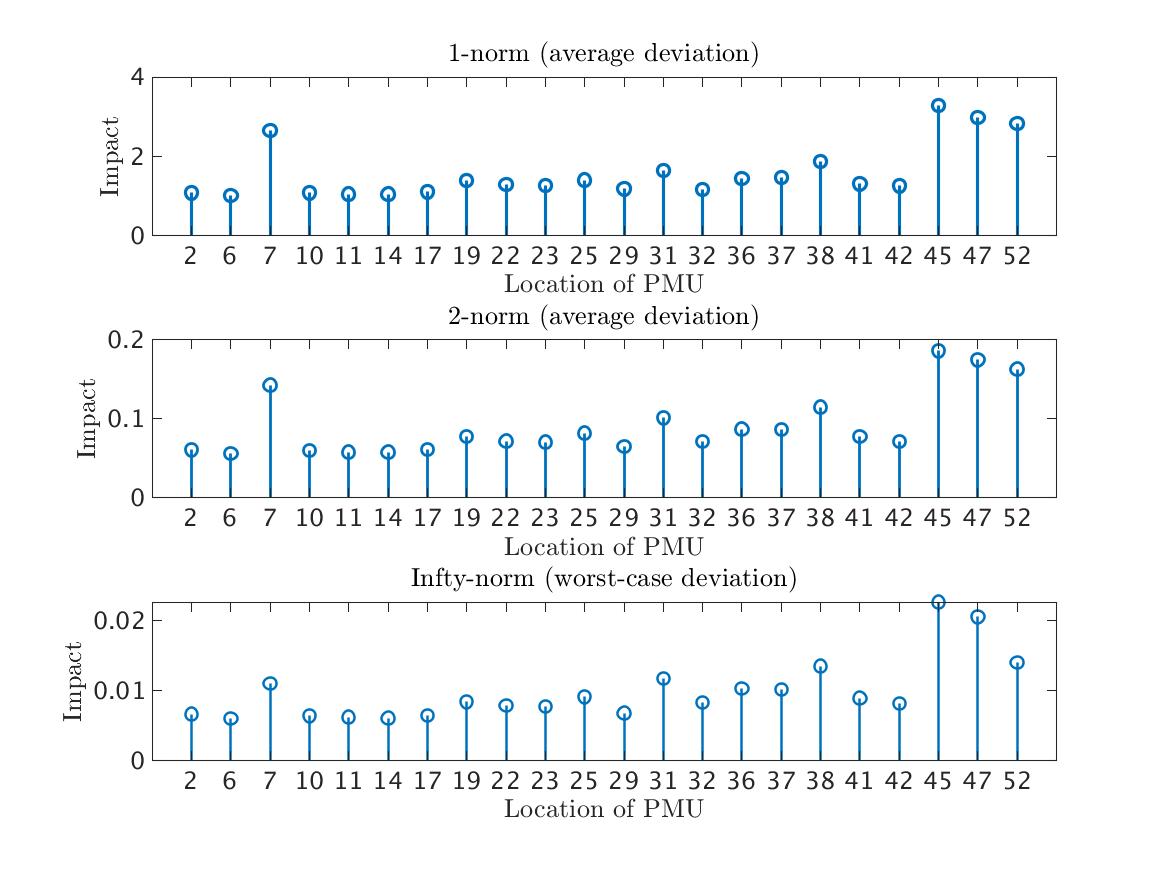 1-norm (average deviation)
4
2
0
Impact
2 6 7 10 11 14 17 19 22 23 25 29 31 32 36 37 38 41 42 45 47 52
Location of PMU
2-norm (average deviation)
0.2
0.1
0
Impact
2 6 7 10 11 14 17 19 22 23 25 29 31 32 36 37 38 41 42 45 47 52
Location of PMU
Infty-norm (worst-case deviation)
0.02
0.01
0
Impact
2 6 7 10 11 14 17 19 22 23 25 29 31 32 36 37 38 41 42 45 47 52
Location of PMU